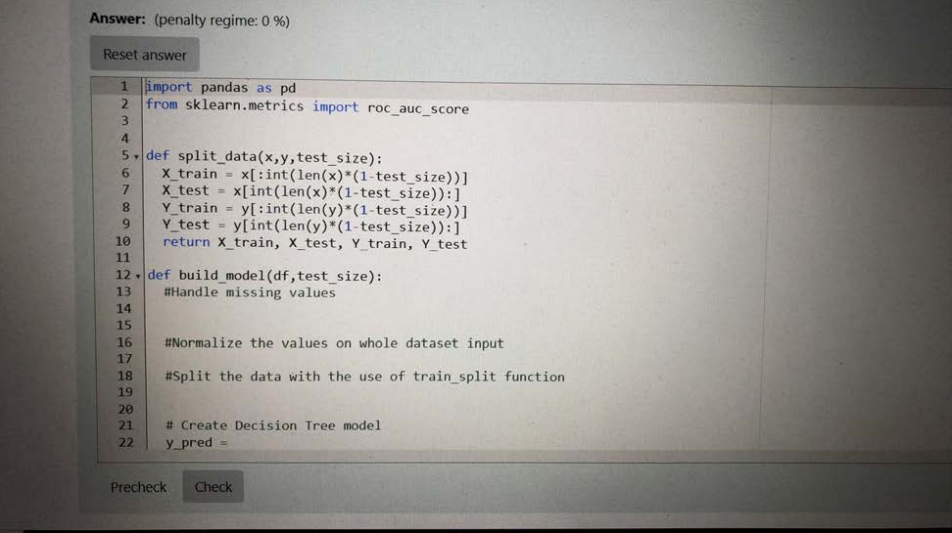 Answer: (penalty regime: 0 %)
Reset answer
1 import pandas as pd
2 from sklearn.metrics import roc_auc_score
3
4
5 def split_data(x,y,test_size):
6 X_train = x[:int(len(x)*(1-test_size))]
7 X_test = x[int(len(x)*(1-test_size)):]
8 Y_train = y[:int(len(y)*(1-test_size))]
9 Y_test = y[int(len(y)*(1-test_size)):]
10 return X_train, X_test, Y_train, Y_test
11
12 def build_model(df,test_size):
13 #Handle missing values
14
15
16 #Normalize the values on whole dataset input
17
18 #Split the data with the use of train_split function
19
20
21 # Create Decision Tree model
22 y_pred =
Precheck Check